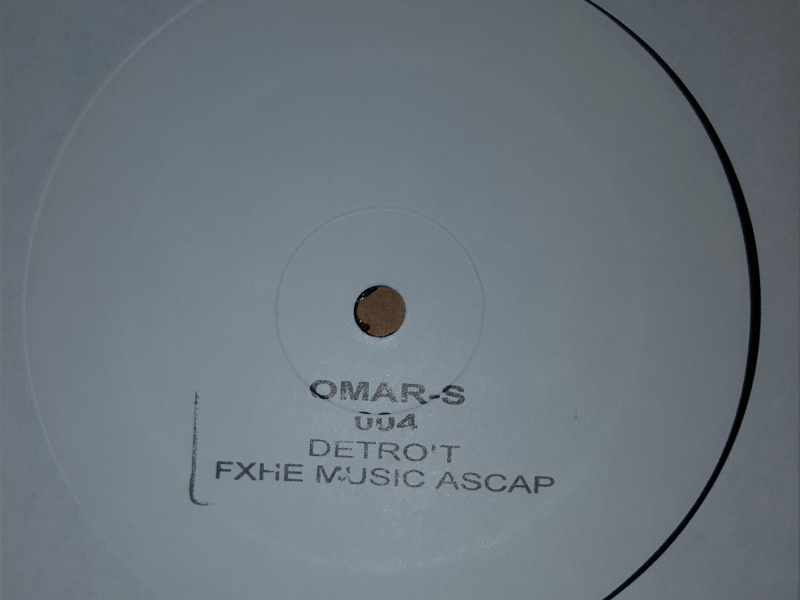 OMAR-S
004
DETRO'T
FXHE MUSIC ASCAP